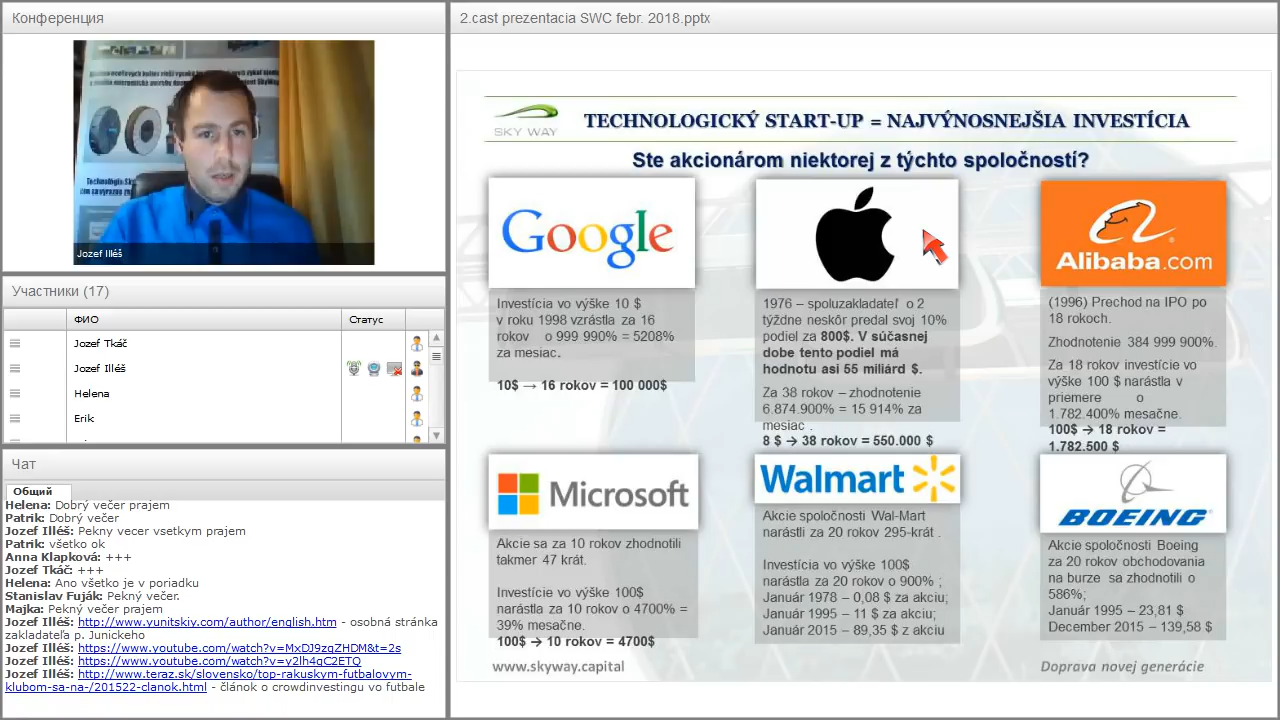 Конференция
Jozef Illéš
Участники (17)
ФИО
Статус
Jozef Tkáč
Jozef Illéš
Helena
Erik
Чат
Общий
Helena: Dobrý večer prajem
Patrik: Dobrý večer
Jozef Illéš: Pekny vecer vsetkym prajem
Patrik: všetko ok
Anna Klapková: +++
Jozef Tkáč: +++
Helena: Ano všetko je v poriadku
Stanislav Fuják: Pekný večer.
Majka: Pekný večer prajem
Jozef Illéš: http://www.yunitskiy.com/author/english.htm - osobná stránka
zakladateľa p. Junického
Jozef Illéš: https://www.youtube.com/watch?v=MxDJ9zqZHDM&t=2s
Jozef Illéš: https://www.youtube.com/watch?v=y2lh4qC2ETQ
Jozef Illéš: http://www.teraz.sk/slovensko/top-rakuskym-futbalovym-
klubom-sa-na-/201522-clanok.html - článok o crowdinvestingu vo futbale
2.cast prezentacia SWC febr. 2018.pptx
SKY WAY
TECHNOLOGICKÝ START-UP = NAJVÝNOSNEJŠIA INVESTÍCIA
Ste akcionárom niektorej z týchto spoločností?
Google
Investícia vo výške 10 $
v roku 1998 vzrástla za 16
rokov o 999 990% = 5208%
za mesiac.
10$ → 16 rokov = 100 000$
1976 – spoluzakladateľ o 2
týždne neskôr predal svoj 10%
podiel za 800$. V súčasnej
dobe tento podiel má
hodnotu asi 55 miliárd $.
Za 38 rokov – zhodnotenie
6.874.900% = 15 914% za
mesiac .
8 $ → 38 rokov = 550.000 $
Alibaba.com
(1996) Prechod na IPO po
18 rokoch.
Zhodnotenie 384 999 900%.
Za 18 rokov investície vo
výške 100 $ narástla v
priemere o
1.782.400% mesačne.
100$ → 18 rokov =
1.782.500 $
Microsoft
Akcie sa za 10 rokov zhodnotili
takmer 47 krát.
Investície vo výške 100$
narástla za 10 rokov o 4700% =
39% mesačne.
100$ → 10 rokov = 4700$
Walmart
Akcie spoločnosti Wal-Mart
narástli za 20 rokov 295-krát .
Investícia vo výške 100$
narástla za 20 rokov o 900% ;
Január 1978 – 0,08 $ za akciu;
Január 1995 – 11 $ za akciu;
Január 2015 – 89,35 $ z akciu
BOEING
Akcie spoločnosti Boeing
za 20 rokov obchodovania
na burze sa zhodnotili o
586%;
Január 1995 – 23,81 $
December 2015 – 139,58 $
www.skyway.capital
Doprava novej generácie